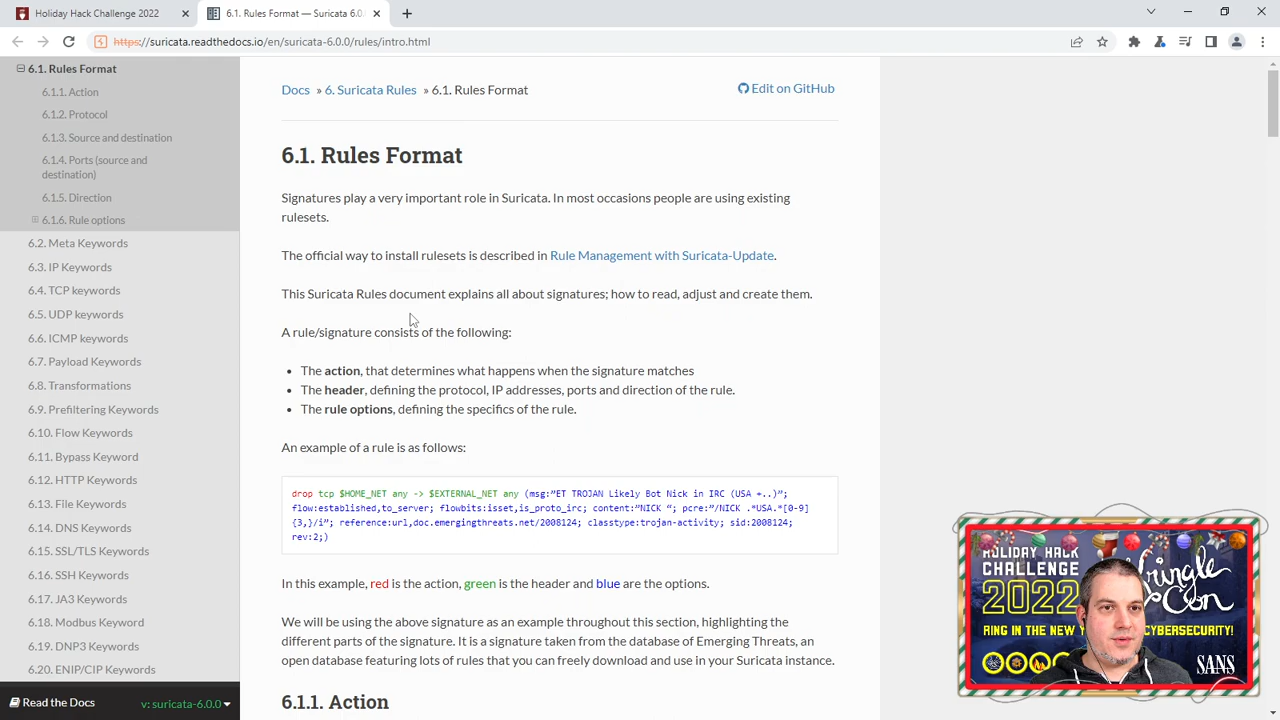 Holiday Hack Challenge 2022
6.1. Rules Format — Suricata 6.0.
https://suricata.readthedocs.io/en/suricata-6.0.0/rules/intro.html
6.1. Rules Format
6.1.1. Action
6.1.2. Protocol
6.1.3. Source and destination
6.1.4. Ports (source and
destination)
6.1.5. Direction
6.1.6. Rule options
6.2. Meta Keywords
6.3. IP Keywords
6.4. TCP keywords
6.5. UDP keywords
6.6. ICMP keywords
6.7. Payload Keywords
6.8. Transformations
6.9. Prefiltering Keywords
6.10. Flow Keywords
6.11. Bypass Keyword
6.12. HTTP Keywords
6.13. File Keywords
6.14. DNS Keywords
6.15. SSL/TLS Keywords
6.16. SSH Keywords
6.17. JA3 Keywords
6.18. Modbus Keyword
6.19. DNP3 Keywords
6.20. ENIP/CIP Keywords
Read the Docs
v: suricata-6.0.0
Docs » 6. Suricata Rules » 6.1. Rules Format
Edit on GitHub
6.1. Rules Format
Signatures play a very important role in Suricata. In most occasions people are using existing
rulesets.
The official way to install rulesets is described in Rule Management with Suricata-Update.
This Suricata Rules document explains all about signatures; how to read, adjust and create them.
A rule/signature consists of the following:
• The action, that determines what happens when the signature matches
• The header, defining the protocol, IP addresses, ports and direction of the rule.
• The rule options, defining the specifics of the rule.
An example of a rule is as follows:
drop tcp $HOME_NET any -> $EXTERNAL_NET any (msg:”ET TROJAN Likely Bot Nick in IRC (USA +..)”;
flow:established,to_server; flowbits:isset,is_proto_irc; content:”NICK “; pcre:”/NICK .*USA.*[0-9]
{3,}/i”; reference:url,doc.emergingthreats.net/2008124; classtype:trojan-activity; sid:2008124;
rev:2;)
In this example, red is the action, green is the header and blue are the options.
We will be using the above signature as an example throughout this section, highlighting the
different parts of the signature. It is a signature taken from the database of Emerging Threats, an
open database featuring lots of rules that you can freely download and use in your Suricata instance.
6.1.1. Action
HOLIDAY HACK
CHALLENGE
2022
Con
RING IN THE NEW
CYBERSECURITY!
SANS